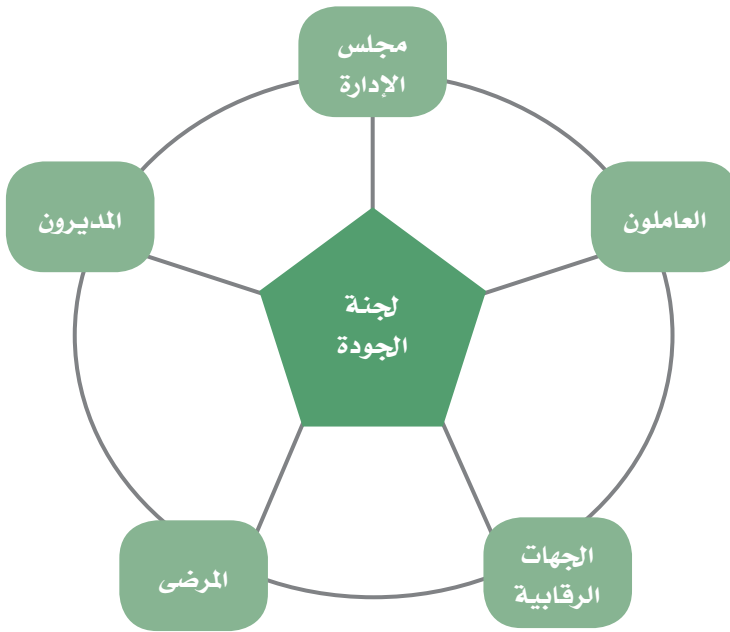 مجلس
الإدارة
العاملون
المديرون
لجنة
الجودة
الجهات
الرقابية
المرضى